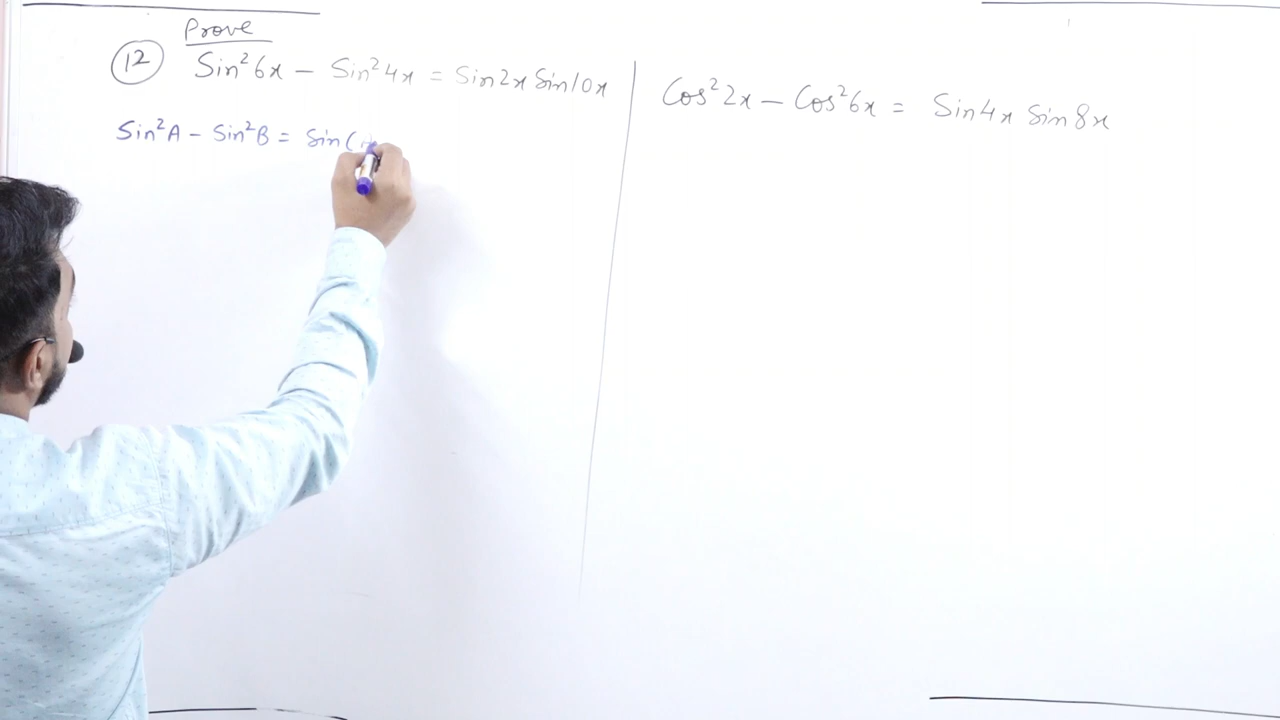 Prove
12 Sin²6x - Sin²4x = Sin2x Sin10x
Sin²A - Sin²B = Sin(
Cos²2x - Cos²6x = Sin4x Sin8x